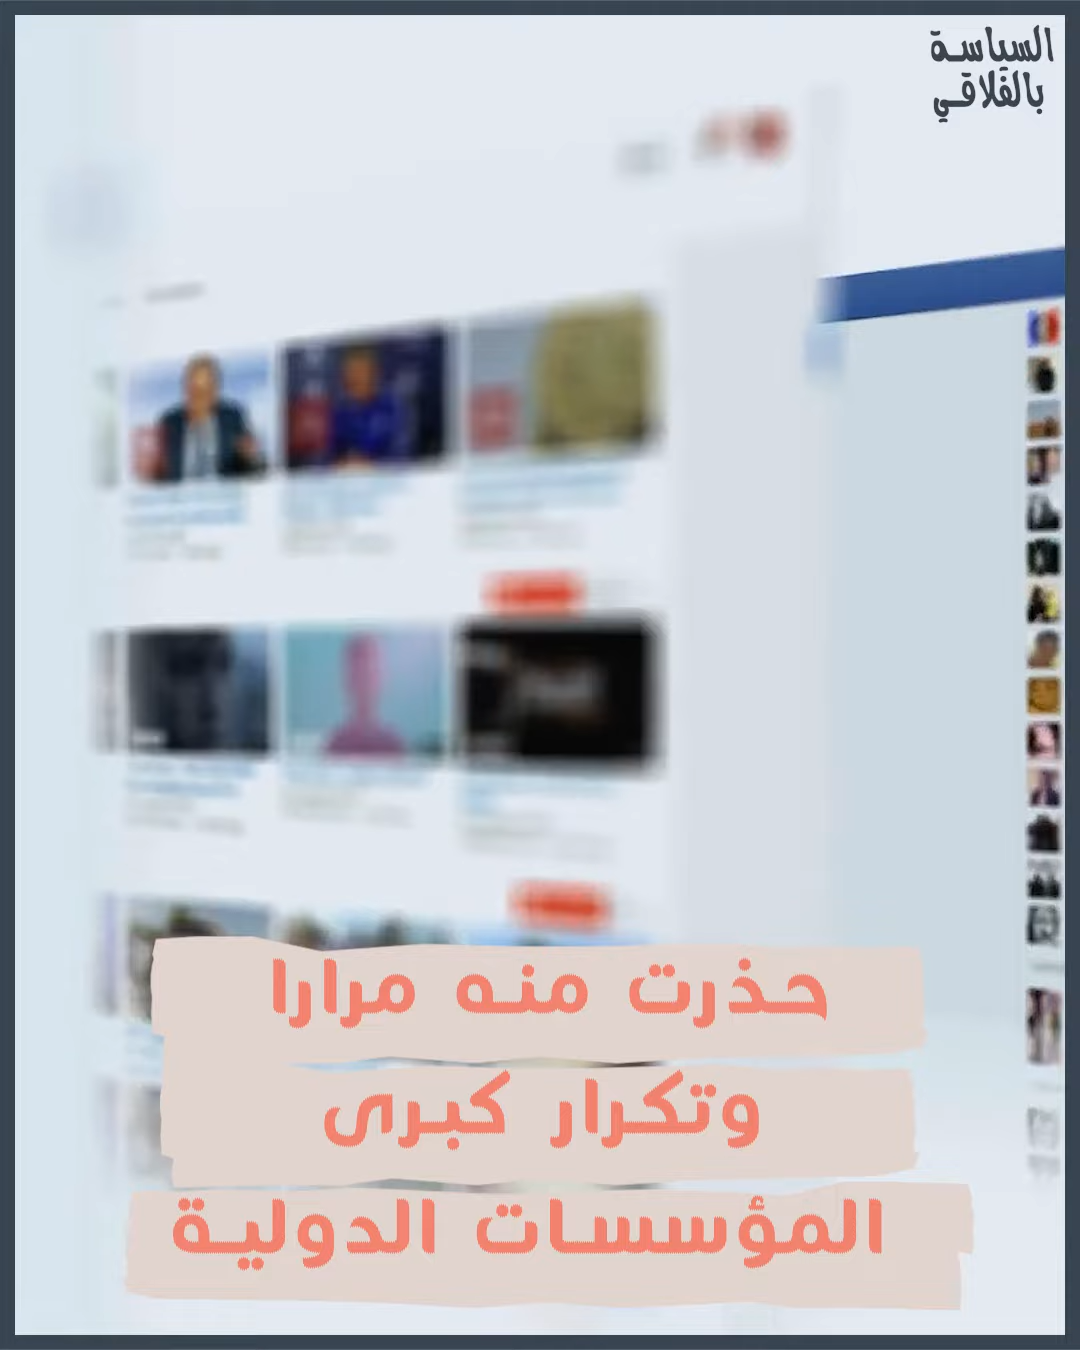 السياسة
بالفلاقي
حذرت منه مرارا
وتكرار كبرى
المؤسسات الدولية